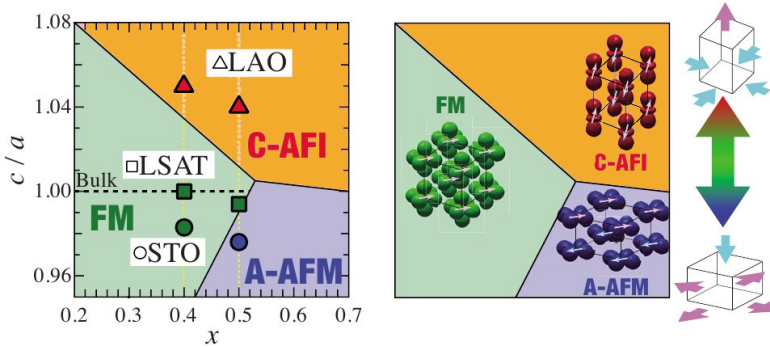 1.08
1.04
1.00
0.96
c / a
△LAO
C-AFI
□LSAT
Bulk
FM
○STO
A-AFM
0.2 0.3 0.4 0.5 0.6 0.7
x
FM
C-AFI
A-AFM